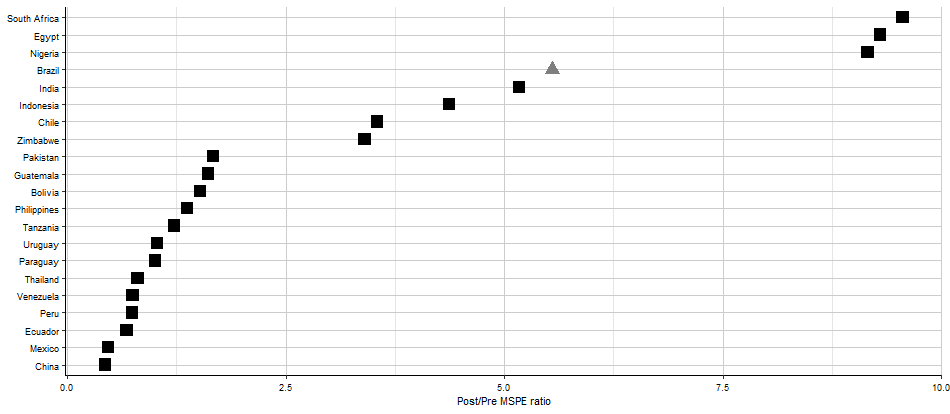 South Africa
Egypt
Nigeria
Brazil
India
Indonesia
Chile
Zimbabwe
Pakistan
Guatemala
Bolivia
Philippines
Tanzania
Uruguay
Paraguay
Thailand
Venezuela
Peru
Ecuador
Mexico
China
0.0 2.5 5.0 7.5 10.0
Post/Pre MSPE ratio